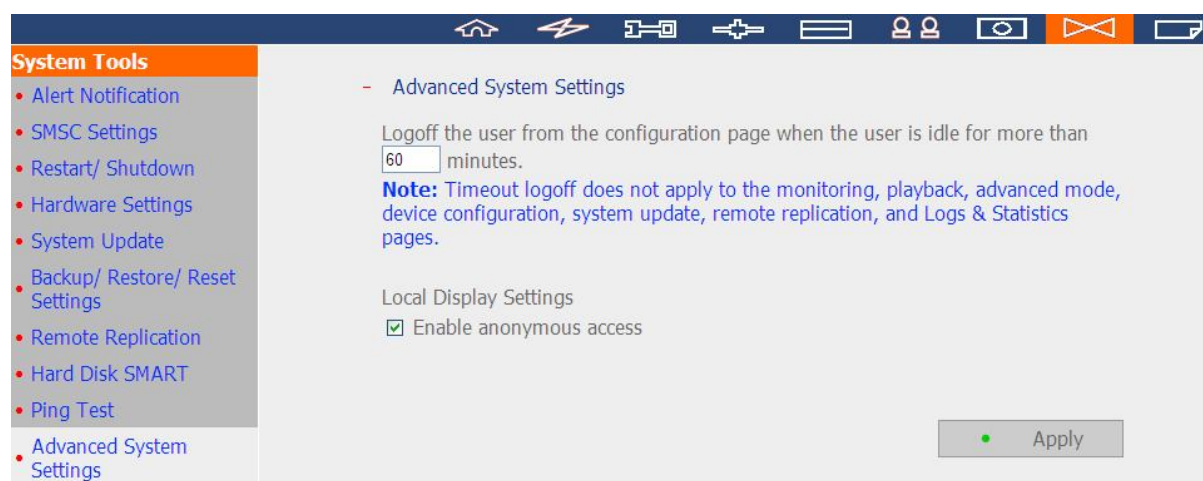 System Tools
• Alert Notification
• SMSC Settings
• Restart/ Shutdown
• Hardware Settings
• System Update
• Backup/ Restore/ Reset
Settings
• Remote Replication
• Hard Disk SMART
• Ping Test
• Advanced System
Settings
– Advanced System Settings
Logoff the user from the configuration page when the user is idle for more than
60 minutes.
Note: Timeout logoff does not apply to the monitoring, playback, advanced mode,
device configuration, system update, remote replication, and Logs & Statistics
pages.
Local Display Settings
Enable anonymous access
Apply